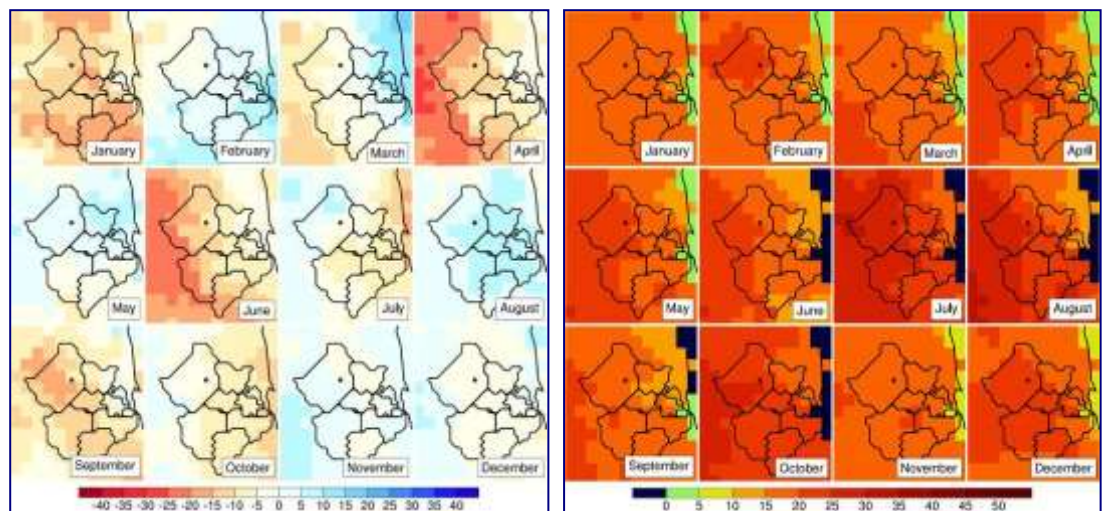 January February March April
May June July August
September October November December
-40 -35 -30 -25 -20 -15 -10 -5 0 5 10 15 20 25 30 35 40
January February March April
May June July August
September October November December
0 5 10 15 20 25 30 35 40 45 50